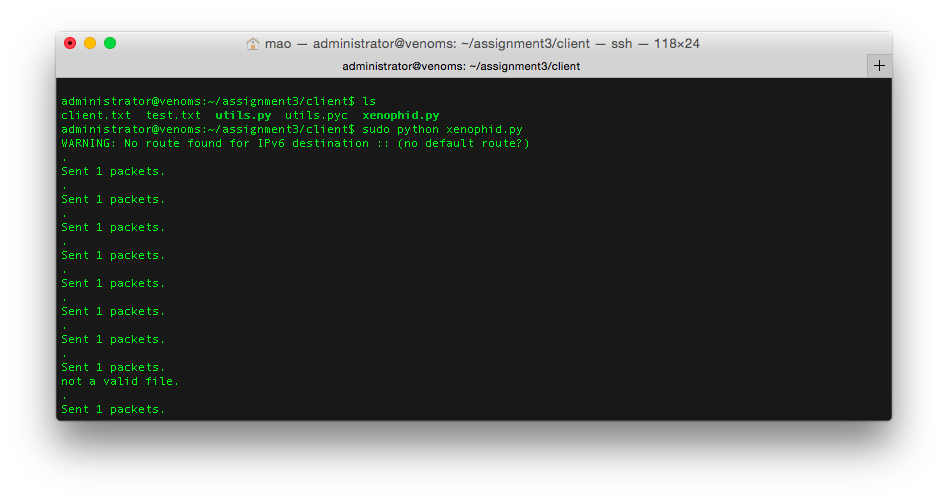 mao — administrator@venoms: ~/assignment3/client — ssh — 118×24
administrator@venoms: ~/assignment3/client
+
administrator@venoms:~/assignment3/client$ ls
client.txt test.txt utils.py utils.pyc xenophid.py
administrator@venoms:~/assignment3/client$ sudo python xenophid.py
WARNING: No route found for IPv6 destination :: (no default route?)
.
Sent 1 packets.
.
Sent 1 packets.
.
Sent 1 packets.
.
Sent 1 packets.
.
Sent 1 packets.
.
Sent 1 packets.
.
Sent 1 packets.
.
Sent 1 packets.
not a valid file.
.
Sent 1 packets.